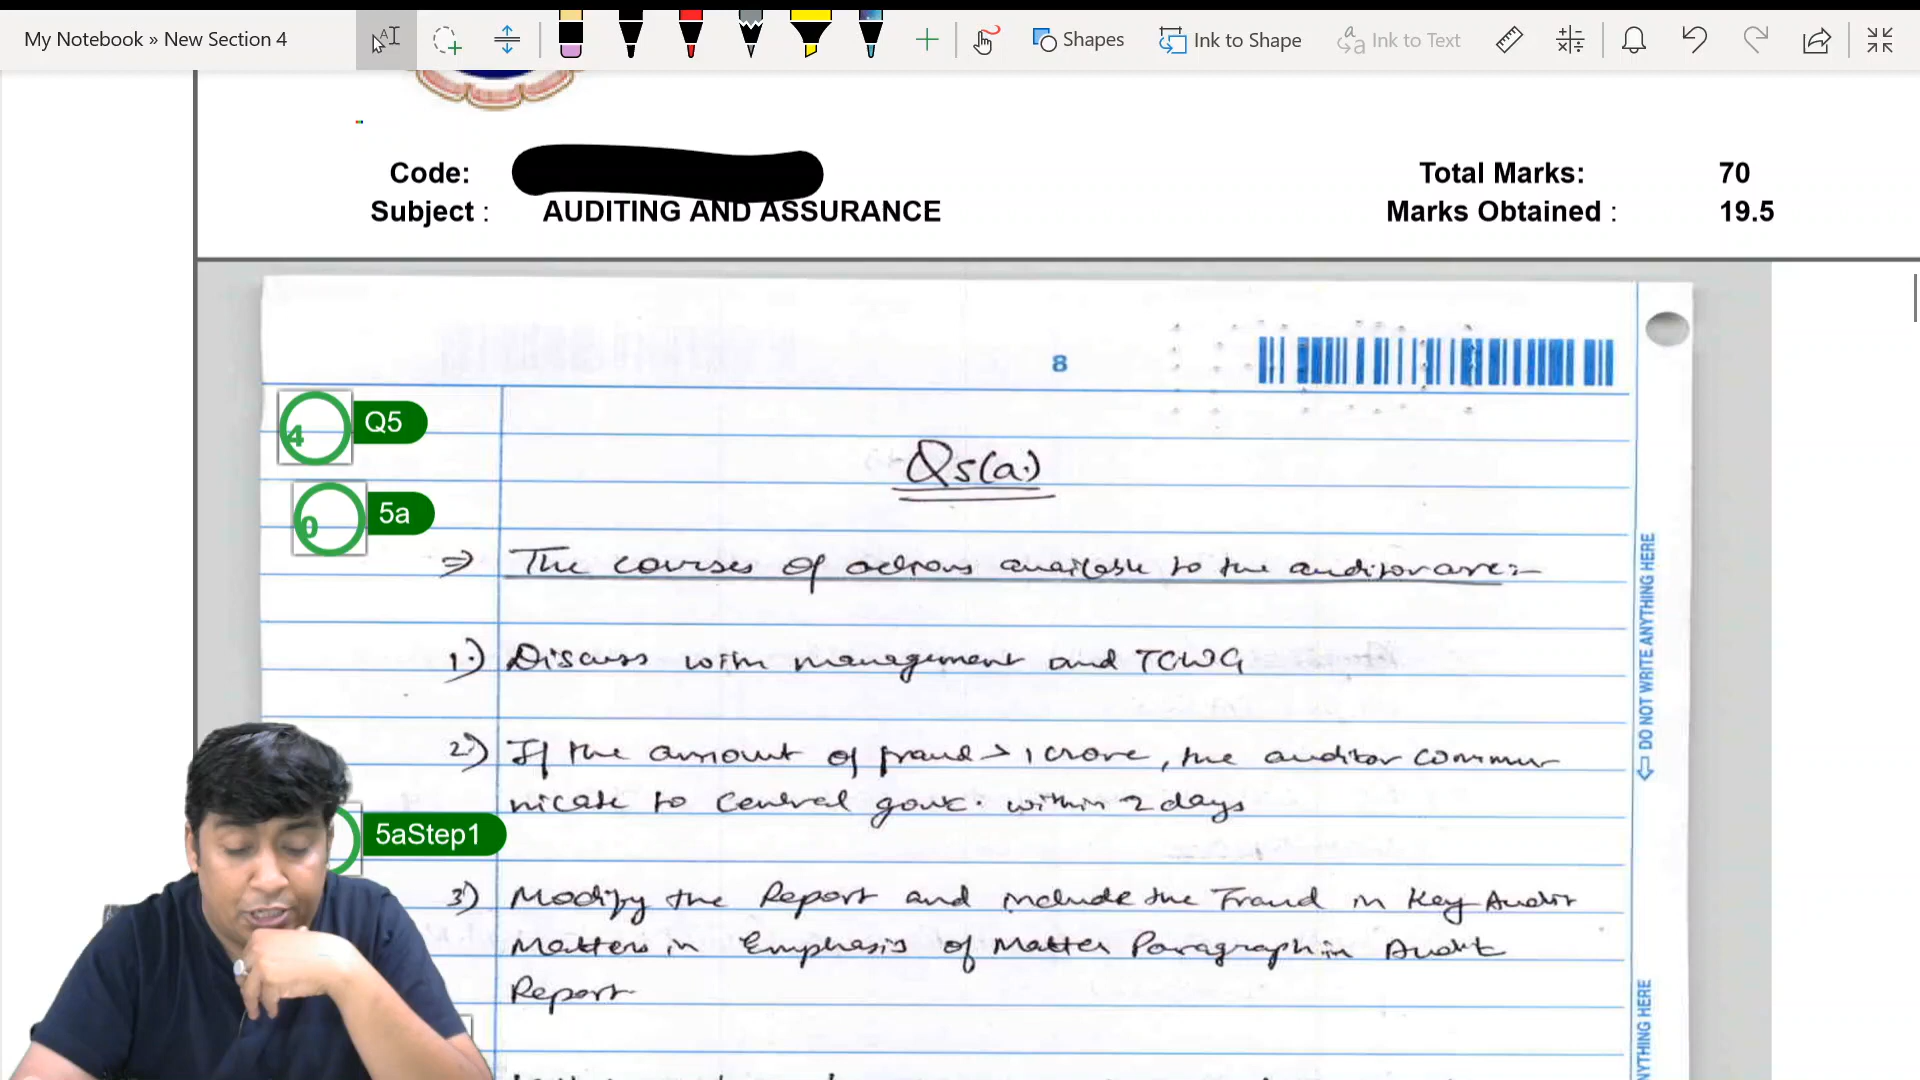 My Notebook » New Section 4
Shapes
Ink to Shape
Ink to Text
Code:
Total Marks: 70
Subject : AUDITING AND ASSURANCE
Marks Obtained : 19.5
8
4 Q5
Q5(a.)
0 5a
⇒ The courses of actions available to the auditor are:-
1.) Discuss with management and TCWG
2.) If the amount of fraud > 1 crore, the auditor commu
nicate to Central govt. within 2 days
5aStep1
3) Modify the Report and include the Fraud in Key Audit
Matters in Emphasis of Matter Paragraph in Audit
Report
DO NOT WRITE ANYTHING HERE
YTHING HERE